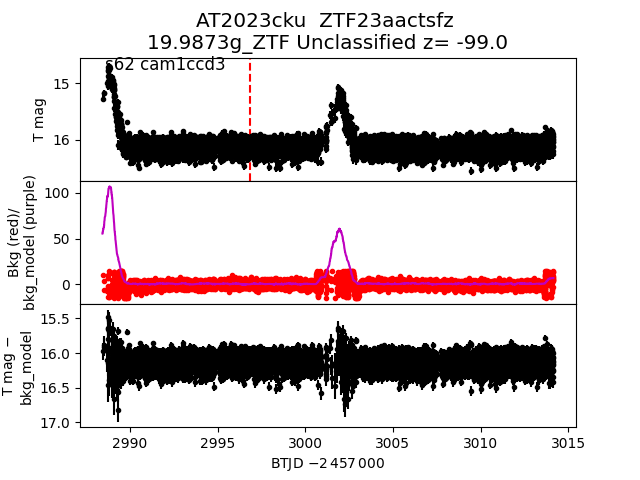 AT2023cku  ZTF23aactsfz
19.9873g_ZTF Unclassified z= -99.0
s62 cam1ccd3
T mag
15
16
Bkg (red)/
bkg_model (purple)
100
50
0
T mag −
bkg_model
15.5
16.0
16.5
17.0
2990 2995 3000 3005 3010 3015
BTJD −2 457 000